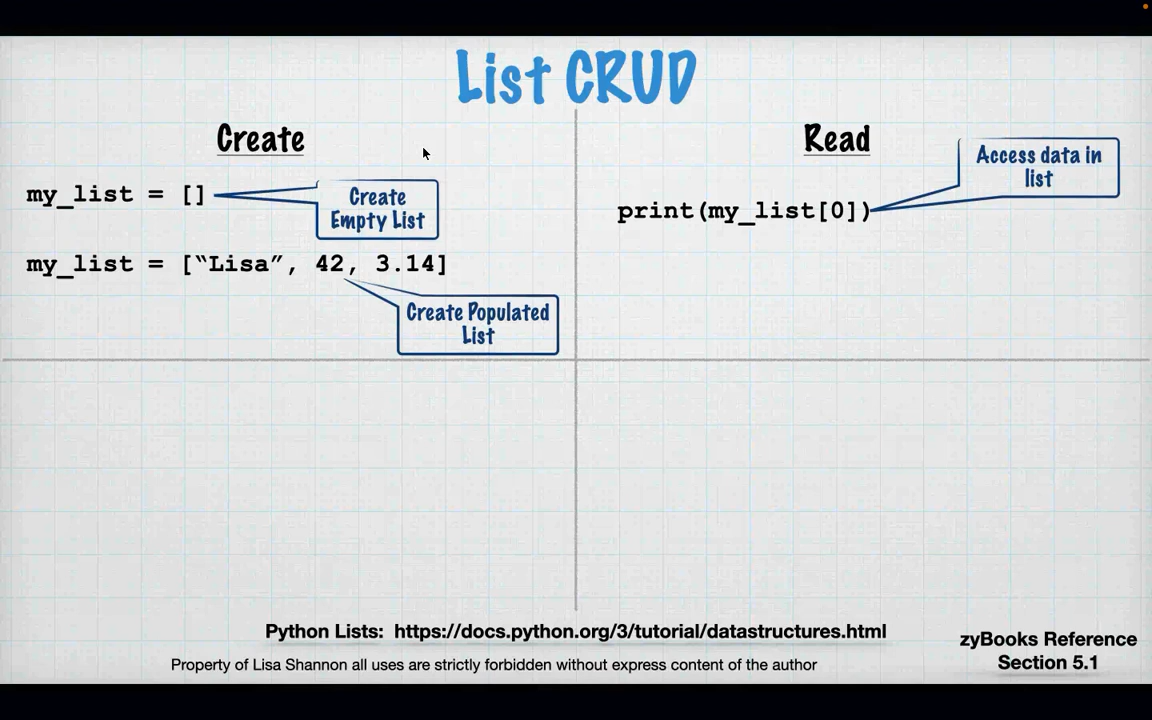 List CRUD
Create
my_list = []
Create
Empty List
my_list = [“Lisa”, 42, 3.14]
Create Populated
List
Read
Access data in
list
print(my_list[0])
Python Lists: https://docs.python.org/3/tutorial/datastructures.html
Property of Lisa Shannon all uses are strictly forbidden without express content of the author
zyBooks Reference
Section 5.1